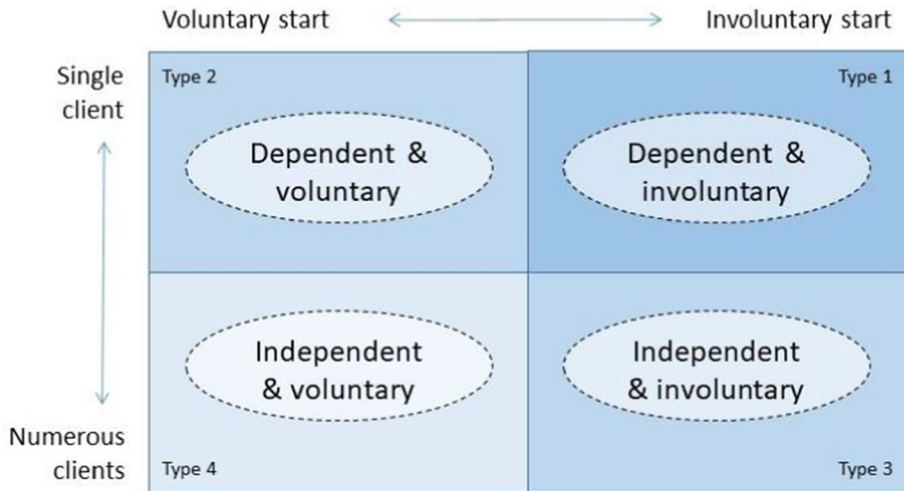 Voluntary start
Involuntary start
Single
client
Type 2
Type 1
Dependent &
voluntary
Dependent &
involuntary
Independent
& voluntary
Independent
& involuntary
Numerous
clients
Type 4
Type 3